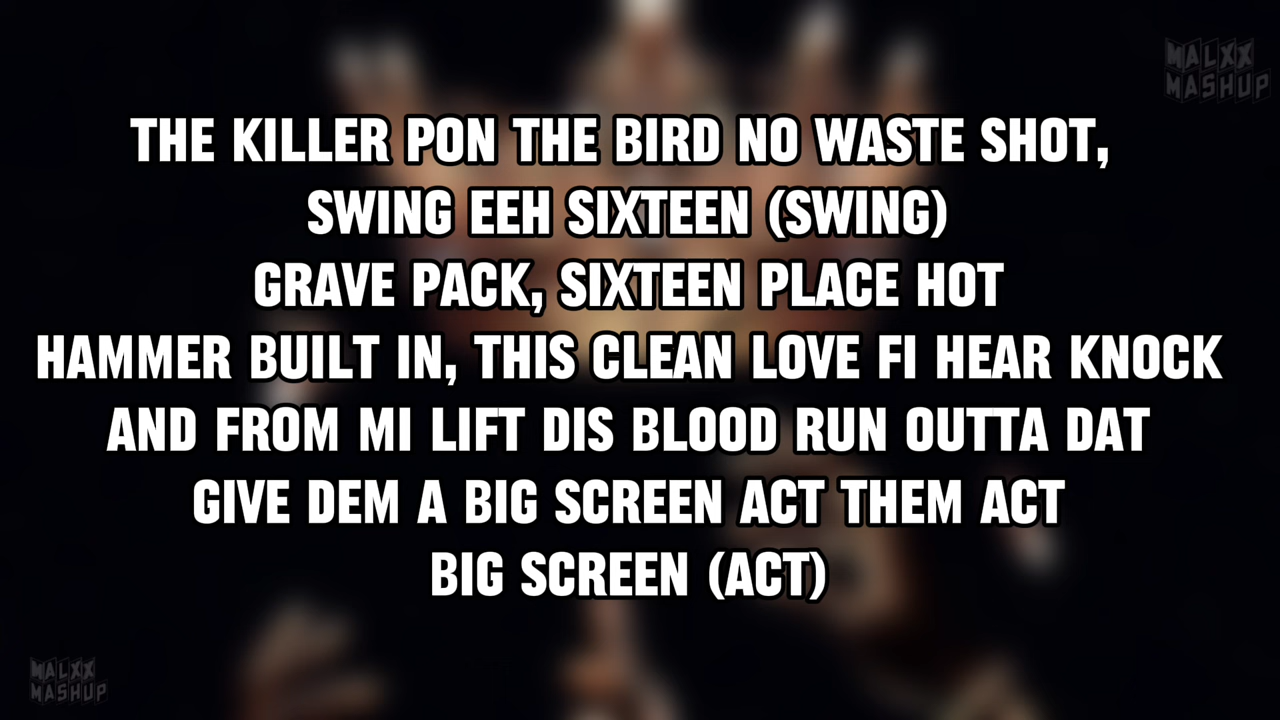 MALXX
MASHUP
THE KILLER PON THE BIRD NO WASTE SHOT,
SWING EEH SIXTEEN (SWING)
GRAVE PACK, SIXTEEN PLACE HOT
HAMMER BUILT IN, THIS CLEAN LOVE FI HEAR KNOCK
AND FROM MI LIFT DIS BLOOD RUN OUTTA DAT
GIVE DEM A BIG SCREEN ACT THEM ACT
BIG SCREEN (ACT)
MALXX
MASHUP